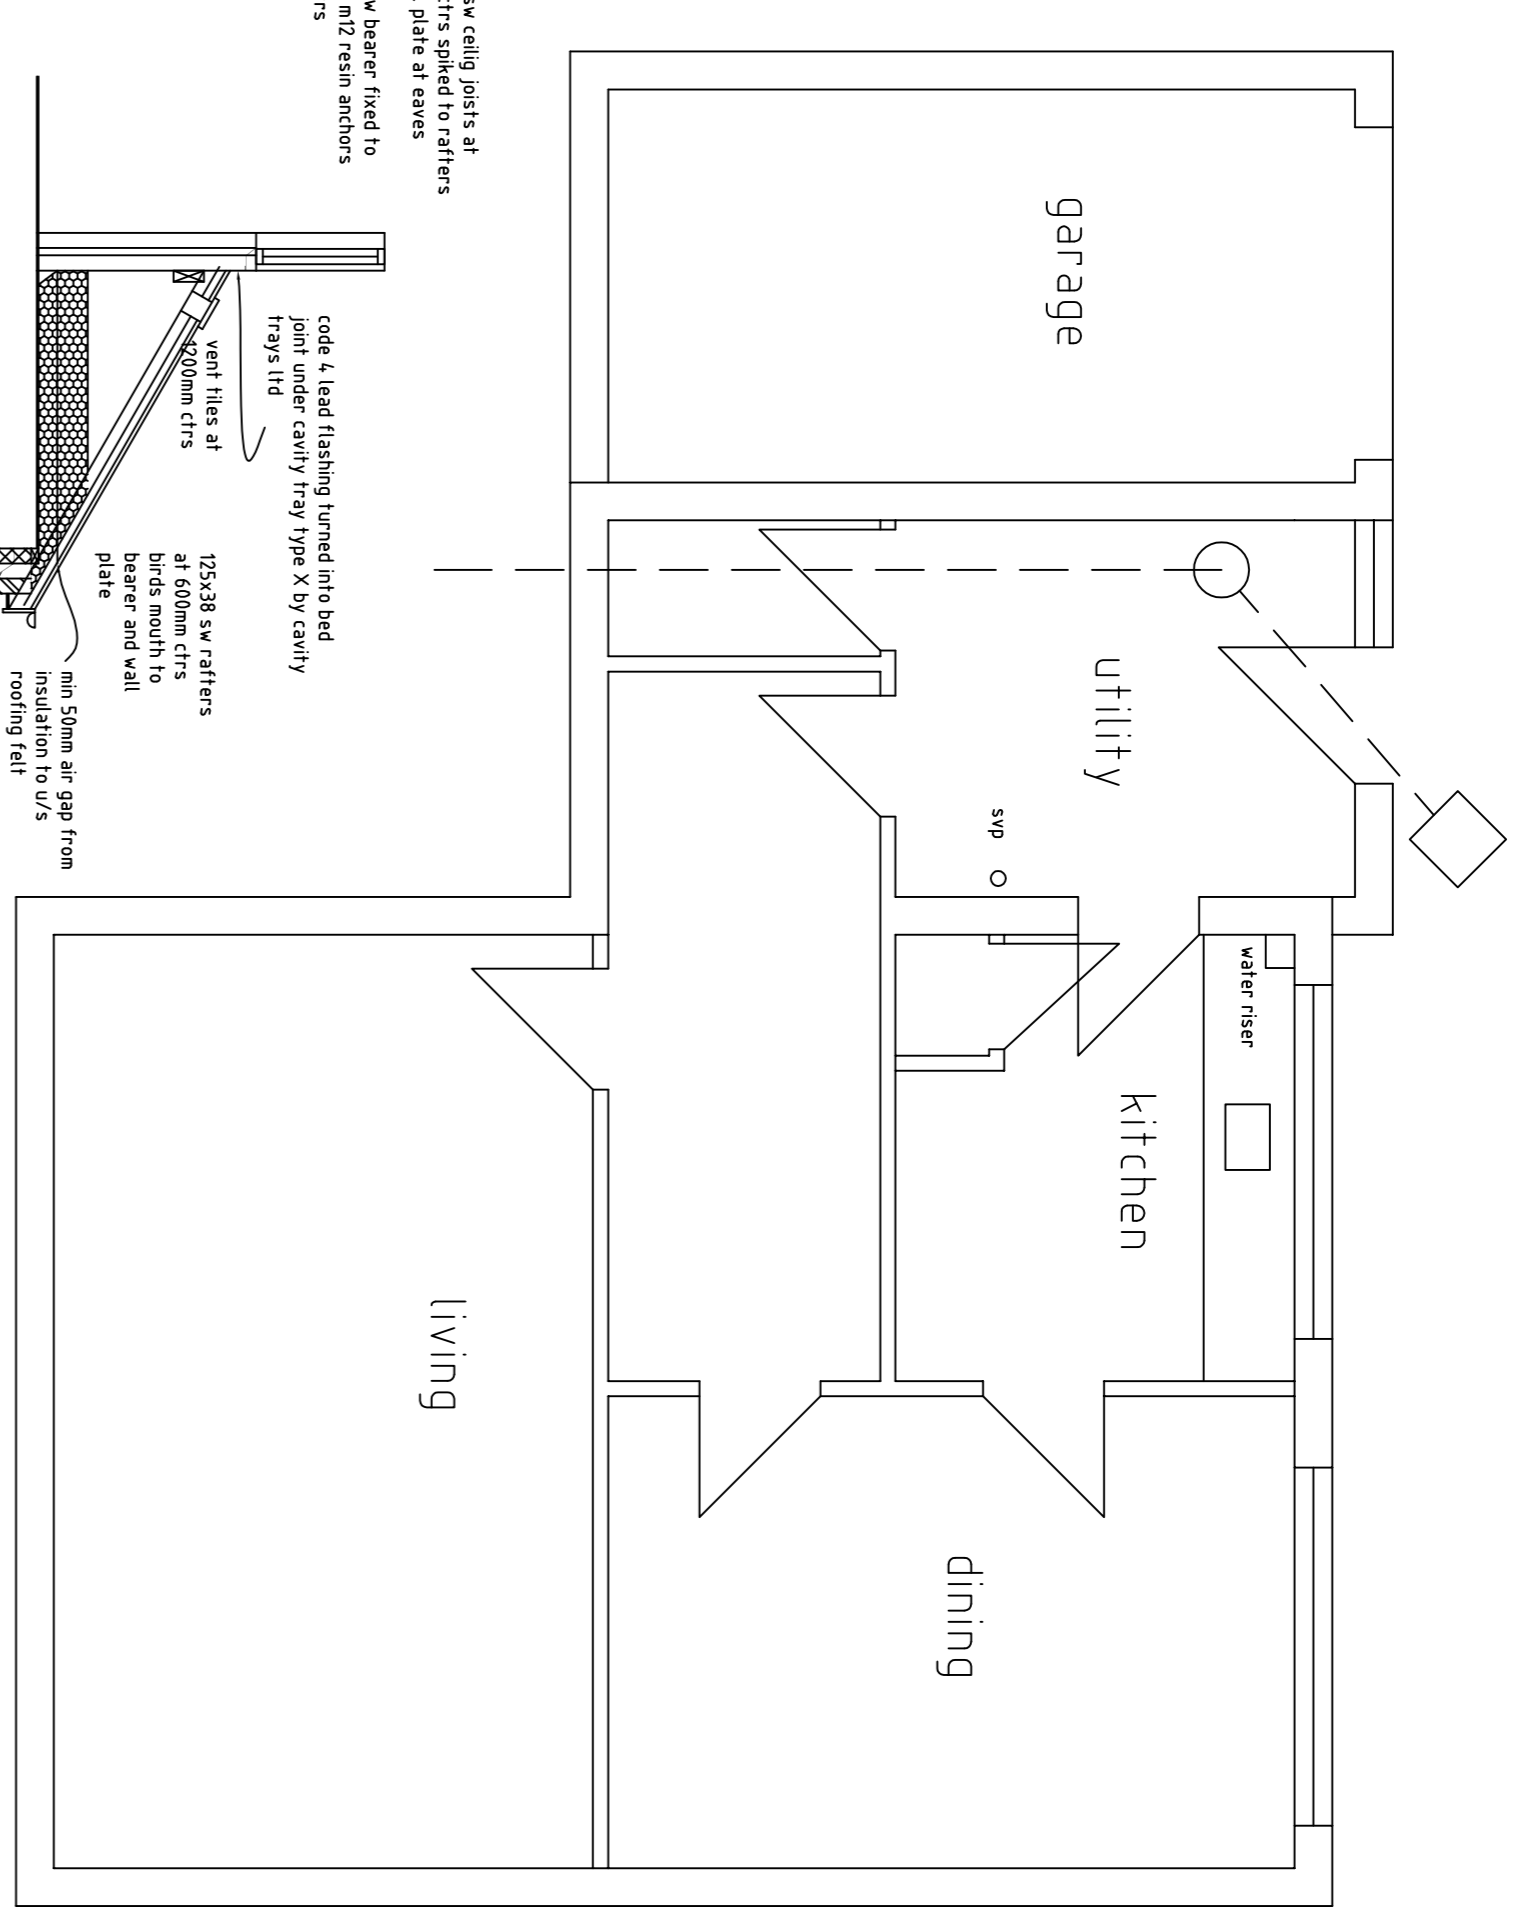 garage
utility
svp
kitchen
water riser
dining
living
sw ceilig joists at
ctrs spiked to rafters
plate at eaves
w bearer fixed to
m12 resin anchors
rs
code 4 lead flashing turned into bed
joint under cavity tray type X by cavity
trays ltd
vent tiles at
1200mm ctrs
125x38 sw rafters
at 600mm ctrs
birds mouth to
bearer and wall
plate
min 50mm air gap from
insulation to u/s
roofing felt